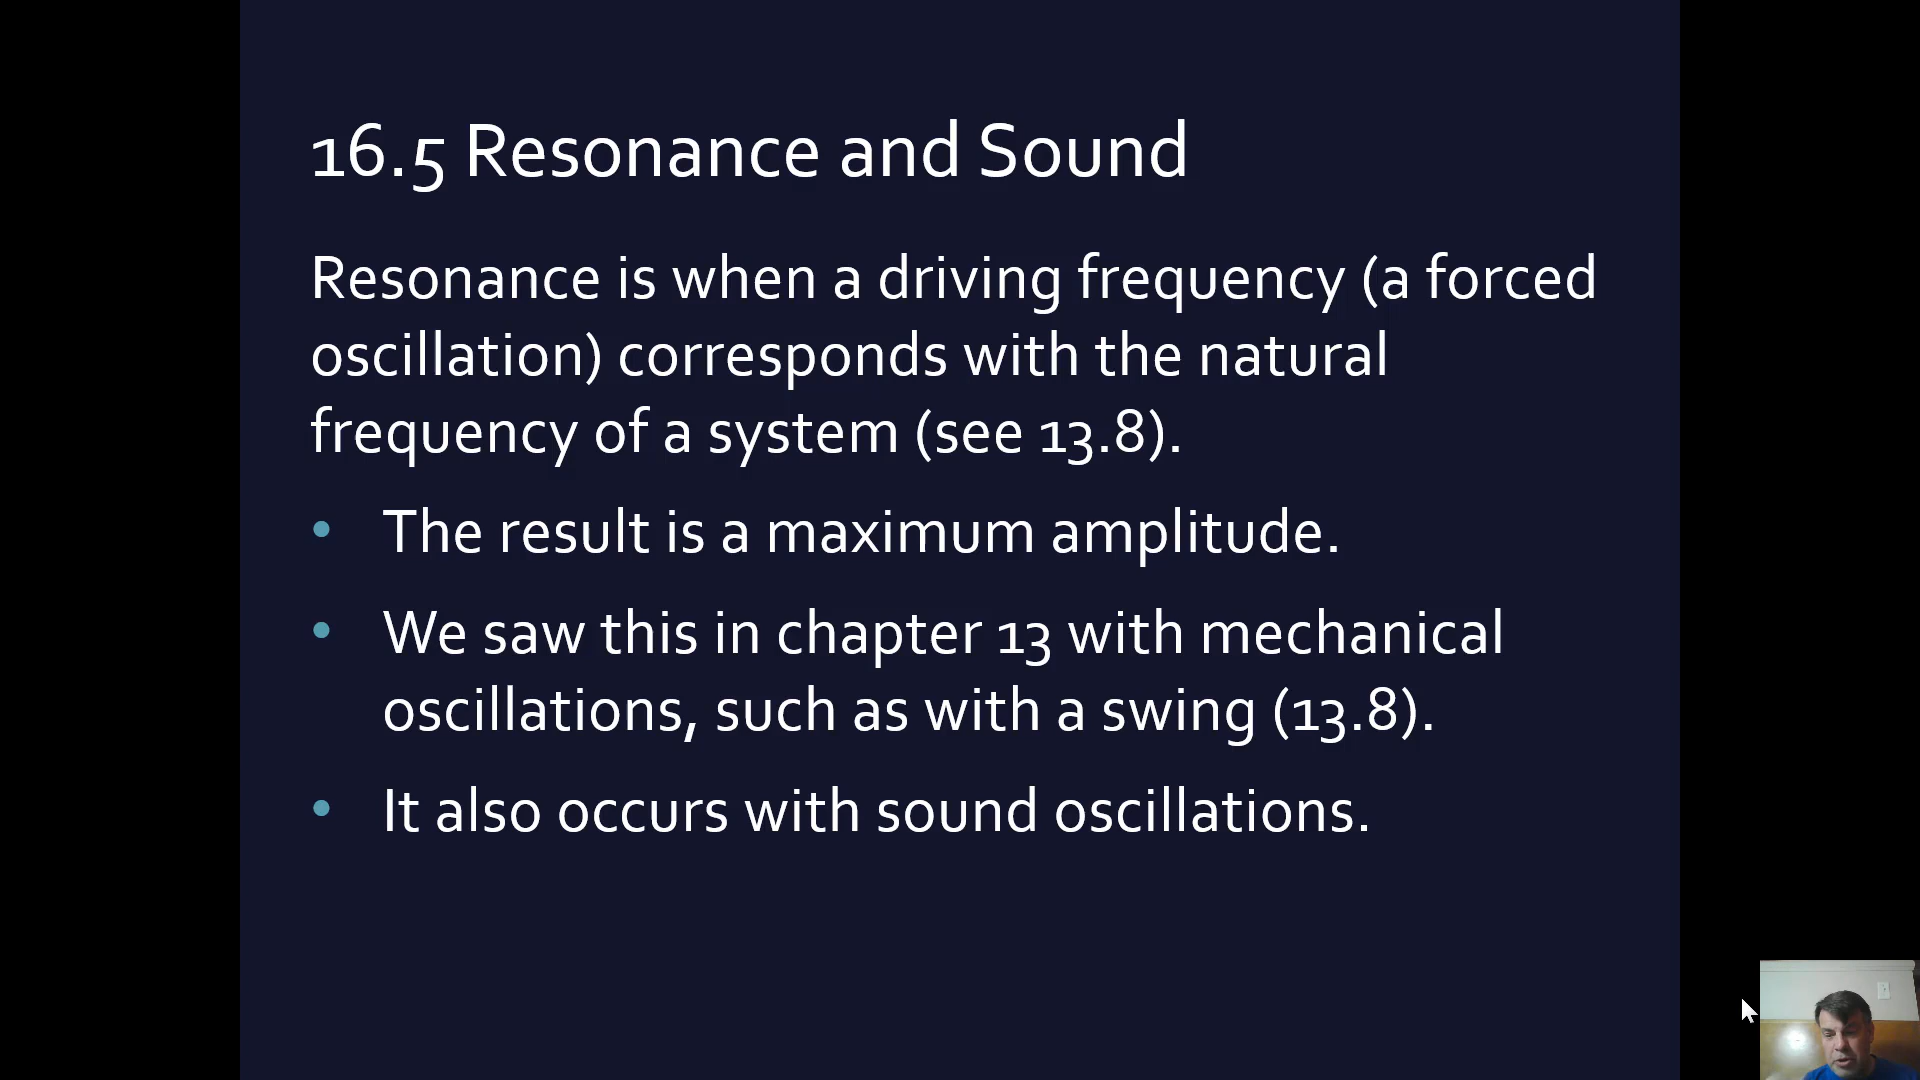 16.5 Resonance and Sound
Resonance is when a driving frequency (a forced
oscillation) corresponds with the natural
frequency of a system (see 13.8).
• The result is a maximum amplitude.
• We saw this in chapter 13 with mechanical
oscillations, such as with a swing (13.8).
• It also occurs with sound oscillations.